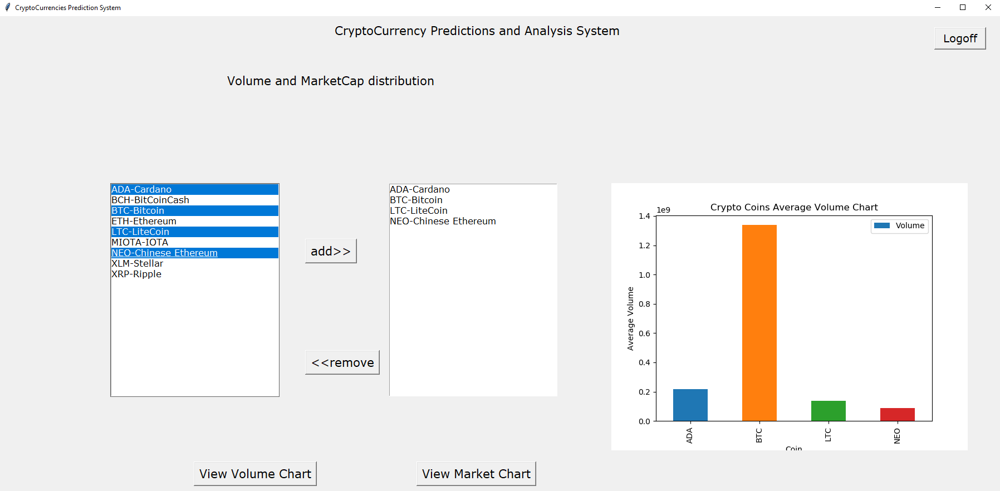 CryptoCurrencies Prediction System
CryptoCurrency Predictions and Analysis System
Logoff
Volume and MarketCap distribution
ADA-Cardano
BCH-BitCoinCash
BTC-Bitcoin
ETH-Ethereum
LTC-LiteCoin
MIOTA-IOTA
NEO-Chinese Ethereum
XLM-Stellar
XRP-Ripple
add>>
<<remove
ADA-Cardano
BTC-Bitcoin
LTC-LiteCoin
NEO-Chinese Ethereum
Crypto Coins Average Volume Chart
1e9
Volume
1.4
1.2
1.0
0.8
0.6
0.4
0.2
0.0
Average Volume
ADA
BTC
LTC
NEO
Coin
View Volume Chart
View Market Chart